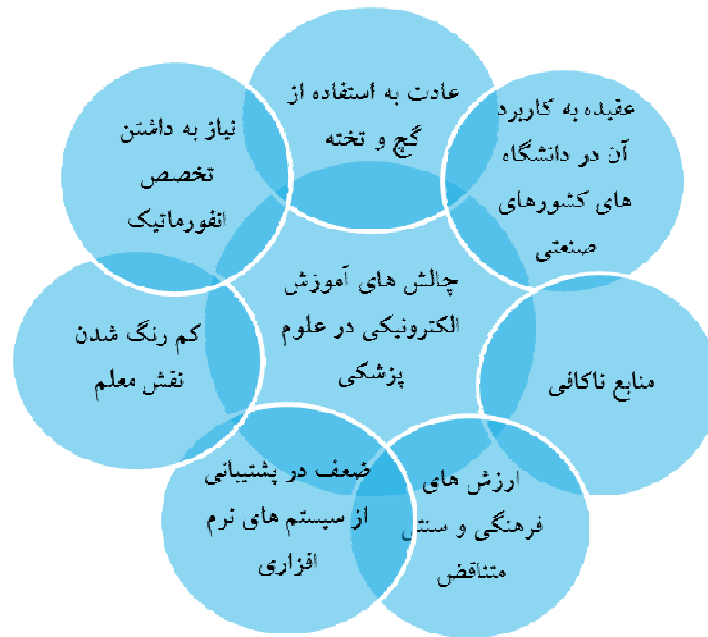 عادت به استفاده از
گچ و تخته
عقیده به کاربرد
آن در دانشگاه
های کشورهای
صنعتی
منابع ناکافی
ارزش های
فرهنگی و سنتی
متناقض
ضعف در پشتیبانی
از سیستم های نرم
افزاری
کم رنگ شدن
نقش معلم
نیاز به داشتن
تخصص
انفورماتیک
چالش های آموزش
الکترونیکی در علوم
پزشکی